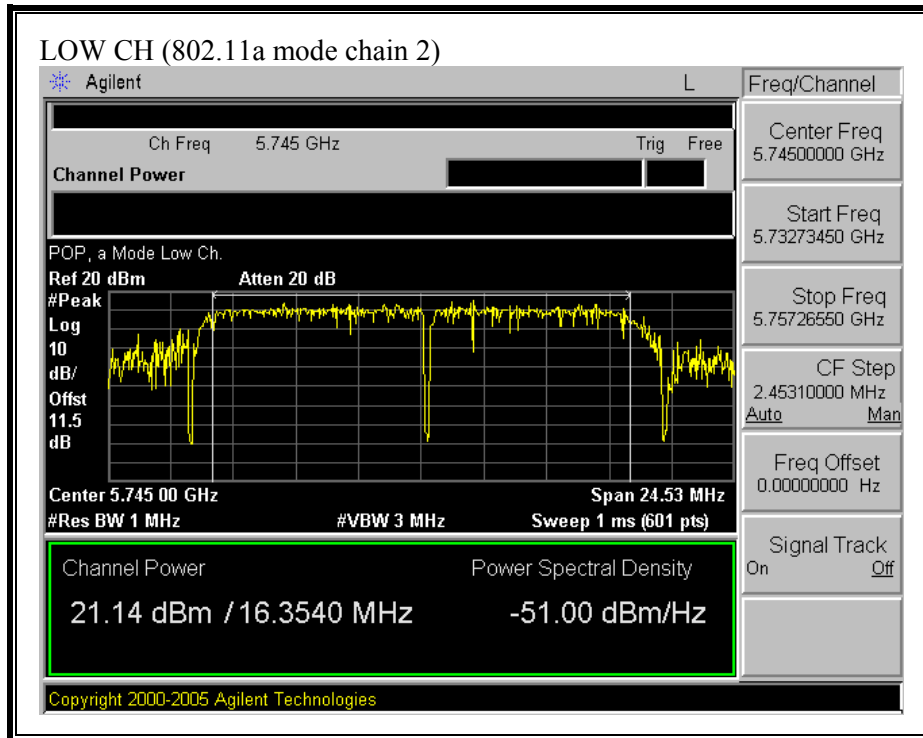 LOW CH (802.11a mode chain 2)
Agilent L Freq/Channel
Ch Freq 5.745 GHz Trig Free
Channel Power
Center Freq
5.74500000 GHz
Start Freq
5.73273450 GHz
Stop Freq
5.75726550 GHz
CF Step
2.45310000 MHz
Auto Man
Freq Offset
0.00000000 Hz
Signal Track
On Off
POP, a Mode Low Ch.
Ref 20 dBm Atten 20 dB
#Peak
Log
10
dB/
Offst
11.5
dB
Center 5.745 00 GHz Span 24.53 MHz
#Res BW 1 MHz #VBW 3 MHz Sweep 1 ms (601 pts)
Channel Power Power Spectral Density
21.14 dBm / 16.3540 MHz -51.00 dBm/Hz
Copyright 2000-2005 Agilent Technologies